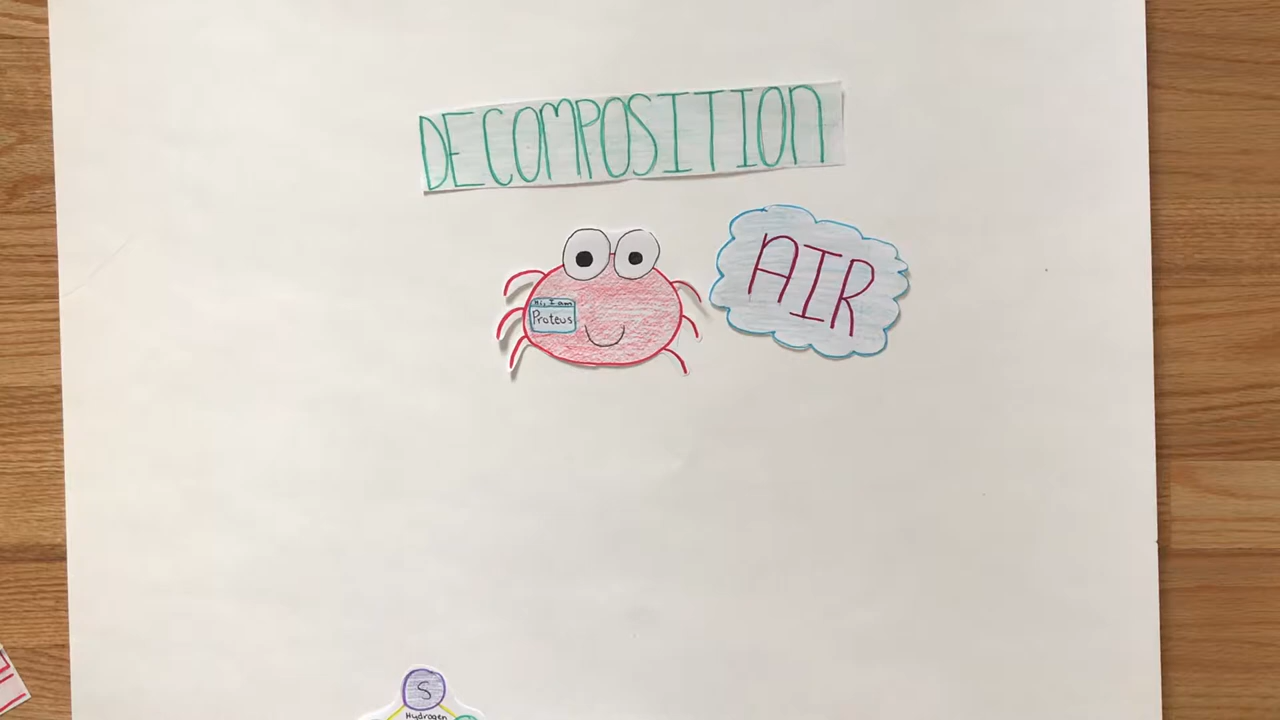 DECOMPOSITION
AIR
Hi, I am
Proteus
S
Hydrogen